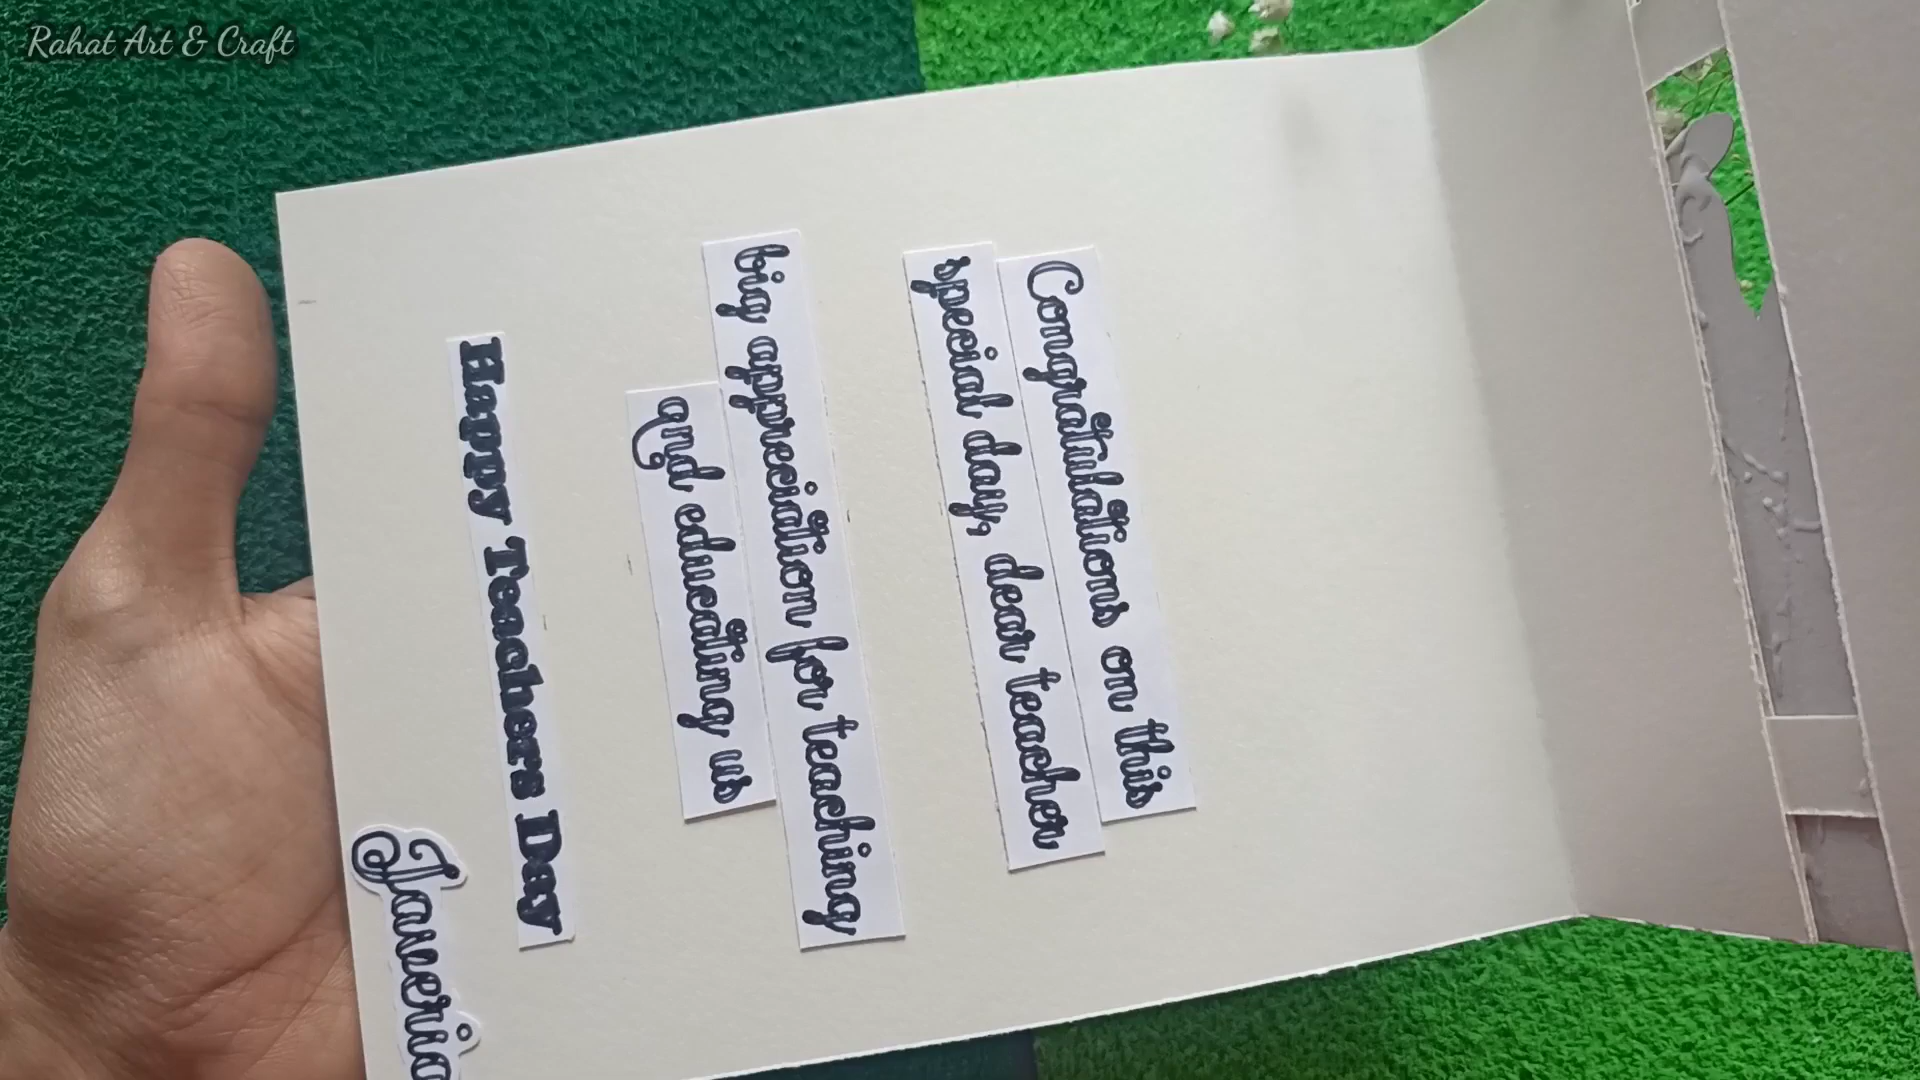 Rahat Art & Craft
Congratulations on this
special day, dear teacher
big appreciation for teaching
and educating us
Happy Teachers Day
Javeria